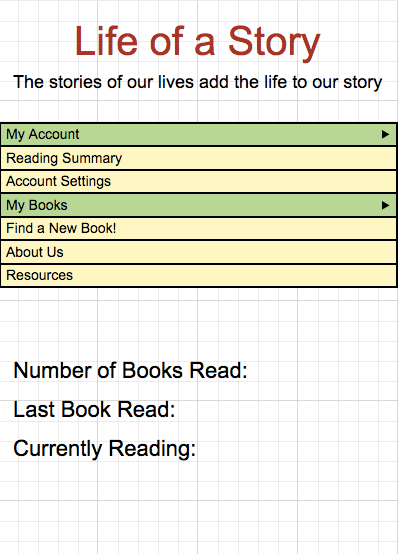 Life of a Story
The stories of our lives add the life to our story
My Account
Reading Summary
Account Settings
My Books
Find a New Book!
About Us
Resources
Number of Books Read:
Last Book Read:
Currently Reading: